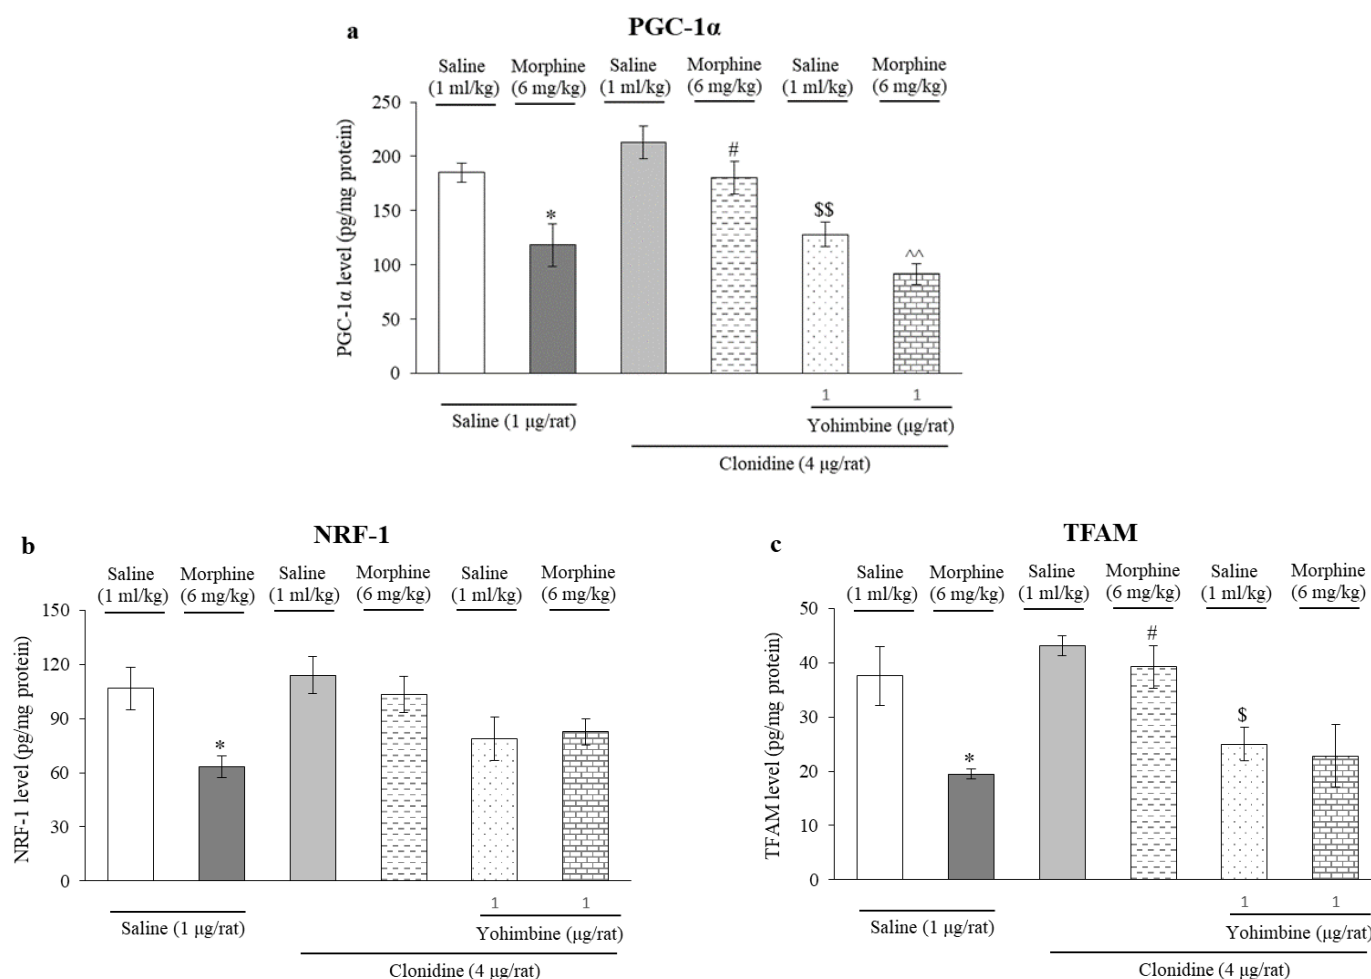 a
PGC-1α
Saline Morphine Saline Morphine Saline Morphine
(1 ml/kg) (6 mg/kg) (1 ml/kg) (6 mg/kg) (1 ml/kg) (6 mg/kg)
PGC-1α level (pg/mg protein)
250
200
150
100
50
0
*
#
$$
^^
1 1
Saline (1 μg/rat)
Yohimbine (μg/rat)
Clonidine (4 μg/rat)
b
NRF-1
Saline Morphine Saline Morphine Saline Morphine
(1 ml/kg) (6 mg/kg) (1 ml/kg) (6 mg/kg) (1 ml/kg) (6 mg/kg)
NRF-1 level (pg/mg protein)
150
120
90
60
30
0
*
1 1
Saline (1 μg/rat)
Yohimbine (μg/rat)
Clonidine (4 μg/rat)
c
TFAM
Saline Morphine Saline Morphine Saline Morphine
(1 ml/kg) (6 mg/kg) (1 ml/kg) (6 mg/kg) (1 ml/kg) (6 mg/kg)
TFAM level (pg/mg protein)
50
40
30
20
10
0
*
#
$
1 1
Saline (1 μg/rat)
Yohimbine (μg/rat)
Clonidine (4 μg/rat)